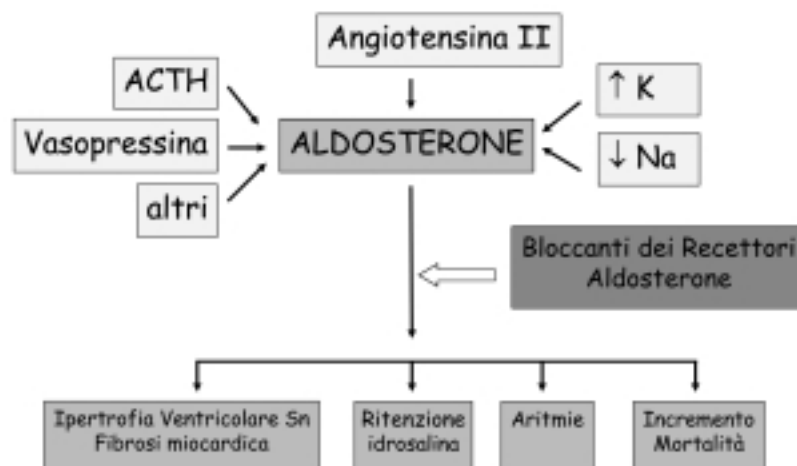 Angiotensina II
ACTH
↑ K
Vasopressina
ALDOSTERONE
↓ Na
altri
Bloccanti dei Recettori
Aldosterone
Ipertrofia Ventricolare Sn
Fibrosi miocardica
Ritenzione
idrosalina
Aritmie
Incremento
Mortalità